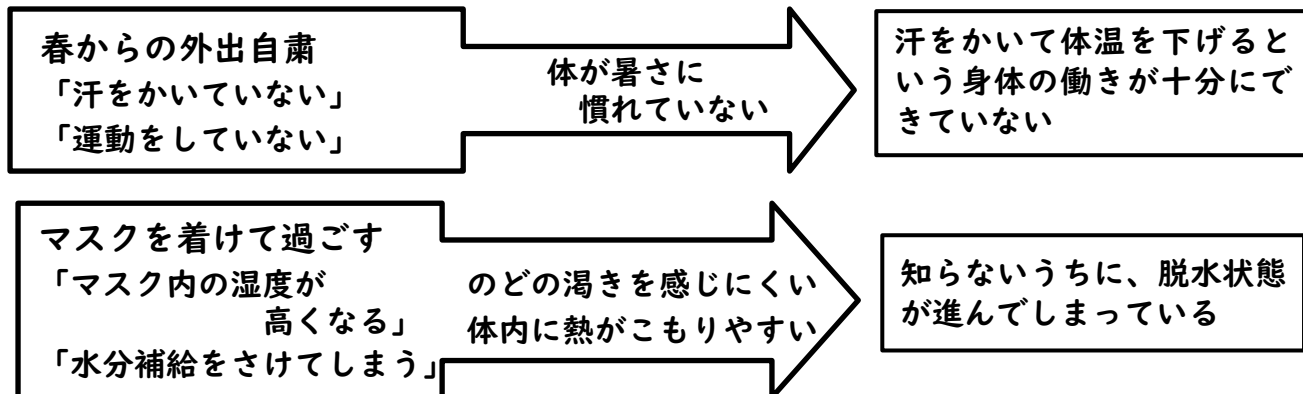 春からの外出自粛
「汗をかいていない」
「運動をしていない」
体が暑さに
慣れていない
汗をかいて体温を下げると
いう身体の働きが十分にで
きていない
マスクを着けて過ごす
「マスク内の湿度が
高くなる」
「水分補給をさけてしまう」
のどの渇きを感じにくい
体内に熱がこもりやすい
知らないうちに、脱水状態
が進んでしまっている